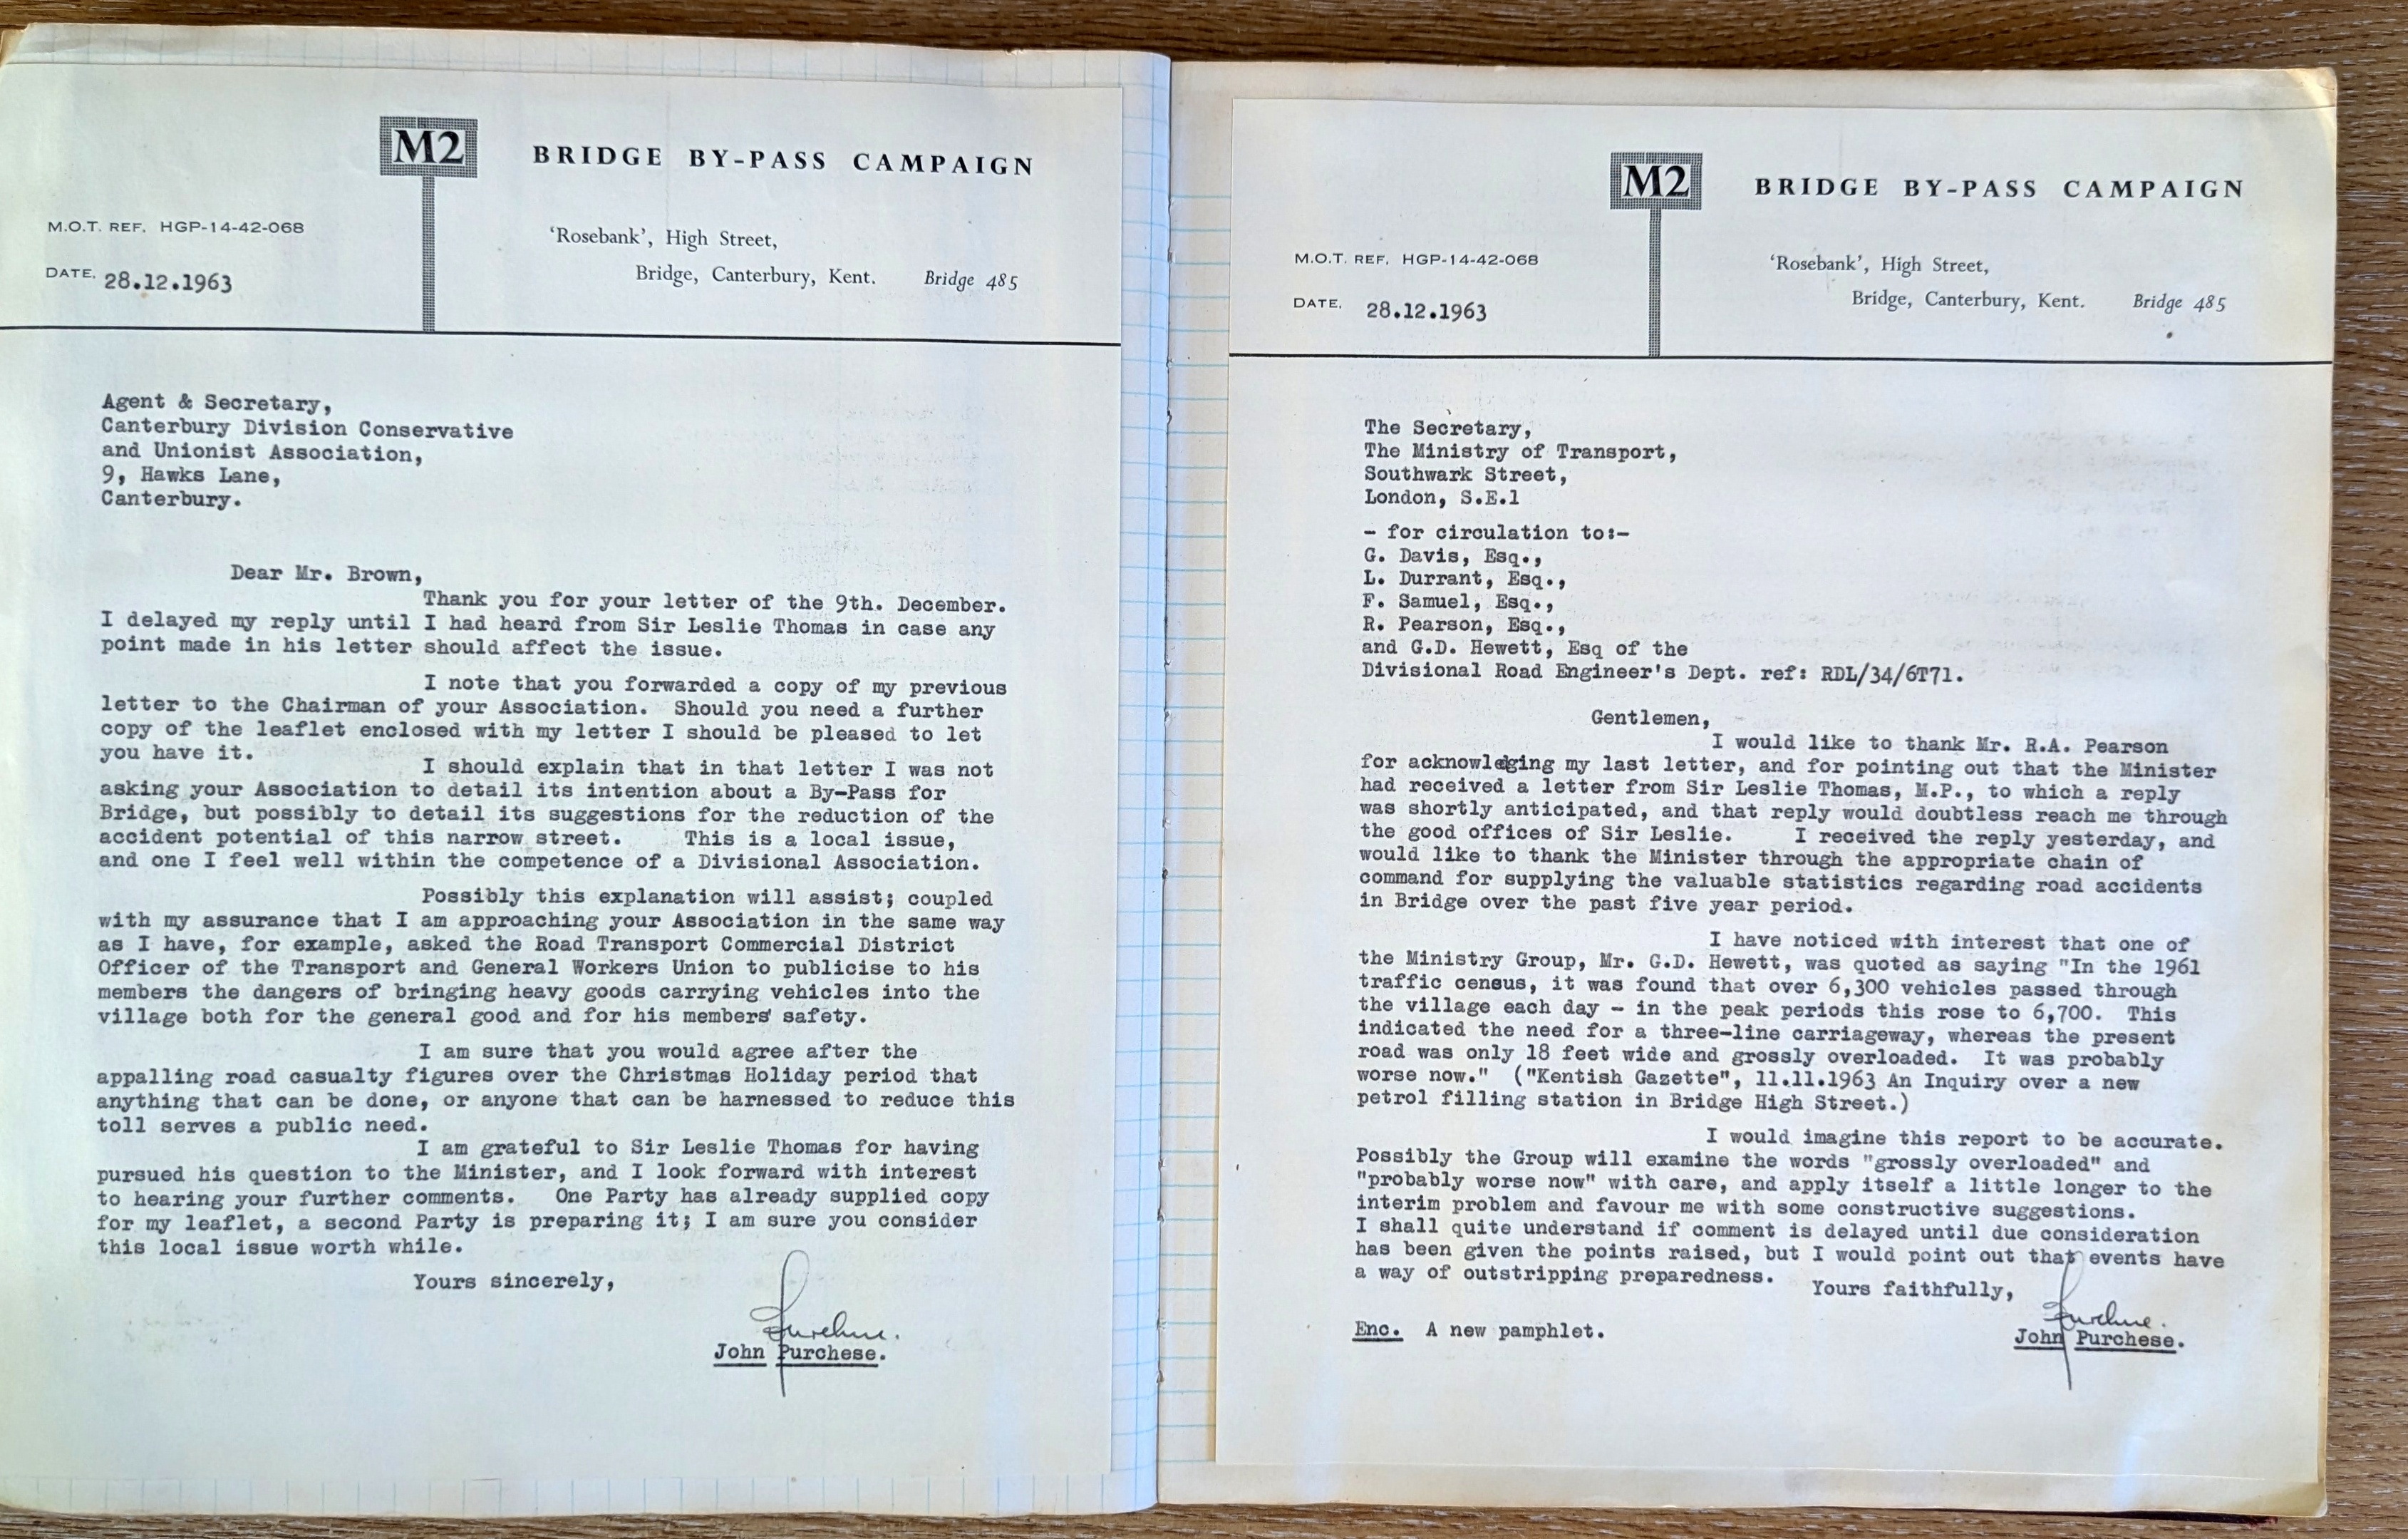 M2
BRIDGE BY-PASS CAMPAIGN
M.O.T. REF. HGP-14-42-068
'Rosebank', High Street,
DATE. 28.12.1963
Bridge, Canterbury, Kent. Bridge 485
Agent & Secretary,
Canterbury Division Conservative
and Unionist Association,
9, Hawks Lane,
Canterbury.
Dear Mr. Brown,
Thank you for your letter of the 9th. December.
I delayed my reply until I had heard from Sir Leslie Thomas in case any
point made in his letter should affect the issue.
I note that you forwarded a copy of my previous
letter to the Chairman of your Association. Should you need a further
copy of the leaflet enclosed with my letter I should be pleased to let
you have it.
I should explain that in that letter I was not
asking your Association to detail its intention about a By-Pass for
Bridge, but possibly to detail its suggestions for the reduction of the
accident potential of this narrow street. This is a local issue,
and one I feel well within the competence of a Divisional Association.
Possibly this explanation will assist; coupled
with my assurance that I am approaching your Association in the same way
as I have, for example, asked the Road Transport Commercial District
Officer of the Transport and General Workers Union to publicise to his
members the dangers of bringing heavy goods carrying vehicles into the
village both for the general good and for his members' safety.
I am sure that you would agree after the
appalling road casualty figures over the Christmas Holiday period that
anything that can be done, or anyone that can be harnessed to reduce this
toll serves a public need.
I am grateful to Sir Leslie Thomas for having
pursued his question to the Minister, and I look forward with interest
to hearing your further comments. One Party has already supplied copy
for my leaflet, a second Party is preparing it; I am sure you consider
this local issue worth while.
Yours sincerely,
Purchese.
John Purchese.
M2
BRIDGE BY-PASS CAMPAIGN
M.O.T. REF. HGP-14-42-068
'Rosebank', High Street,
DATE. 28.12.1963
Bridge, Canterbury, Kent. Bridge 485
The Secretary,
The Ministry of Transport,
Southwark Street,
London, S.E.1
- for circulation to:-
G. Davis, Esq.,
L. Durrant, Esq.,
F. Samuel, Esq.,
R. Pearson, Esq.,
and G.D. Hewett, Esq of the
Divisional Road Engineer's Dept. ref: RDL/34/6T71.
Gentlemen,
I would like to thank Mr. R.A. Pearson
for acknowledging my last letter, and for pointing out that the Minister
had received a letter from Sir Leslie Thomas, M.P., to which a reply
was shortly anticipated, and that reply would doubtless reach me through
the good offices of Sir Leslie. I received the reply yesterday, and
would like to thank the Minister through the appropriate chain of
command for supplying the valuable statistics regarding road accidents
in Bridge over the past five year period.
I have noticed with interest that one of
the Ministry Group, Mr. G.D. Hewett, was quoted as saying "In the 1961
traffic census, it was found that over 6,300 vehicles passed through
the village each day - in the peak periods this rose to 6,700. This
indicated the need for a three-line carriageway, whereas the present
road was only 18 feet wide and grossly overloaded. It was probably
worse now." ("Kentish Gazette", 11.11.1963 An Inquiry over a new
petrol filling station in Bridge High Street.)
I would imagine this report to be accurate.
Possibly the Group will examine the words "grossly overloaded" and
"probably worse now" with care, and apply itself a little longer to the
interim problem and favour me with some constructive suggestions.
I shall quite understand if comment is delayed until due consideration
has been given the points raised, but I would point out that events have
a way of outstripping preparedness.
Yours faithfully,
Purchese.
Enc. A new pamphlet.
John Purchese.